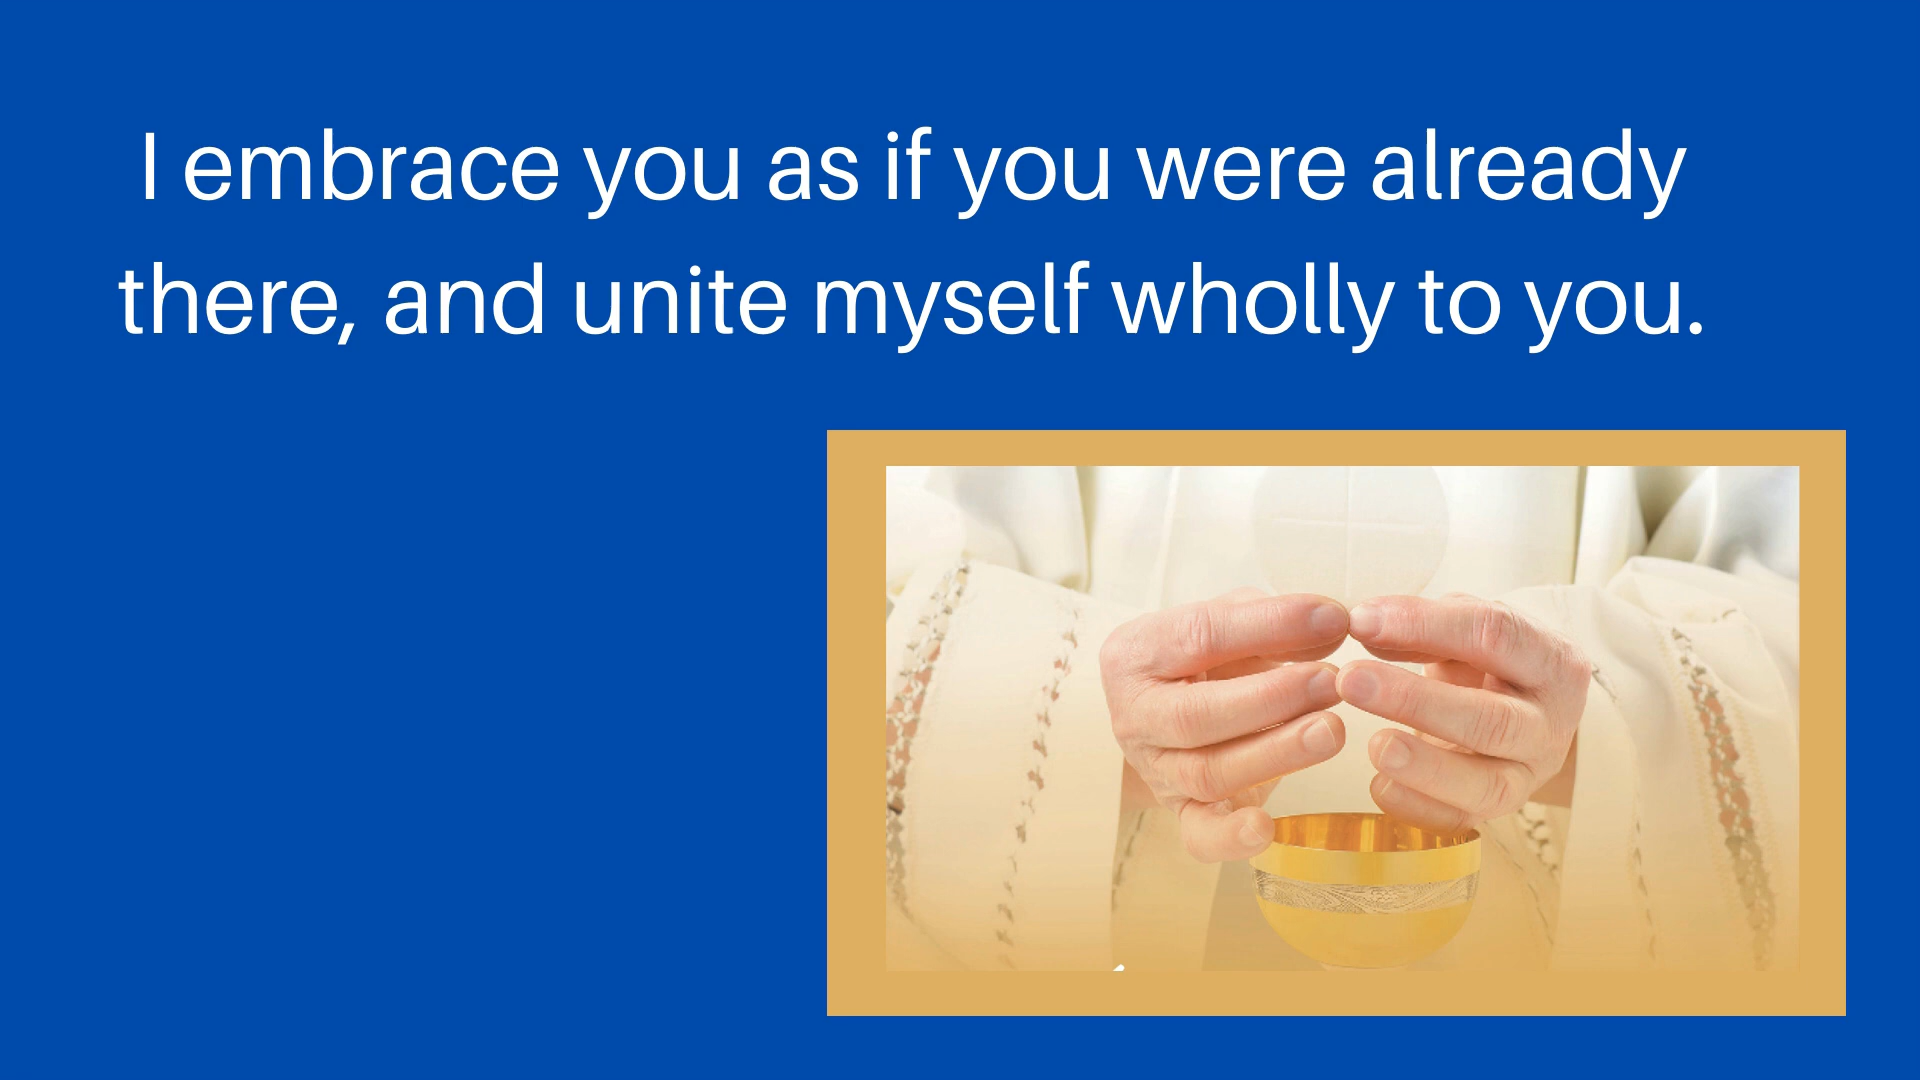 I embrace you as if you were already
there, and unite myself wholly to you.